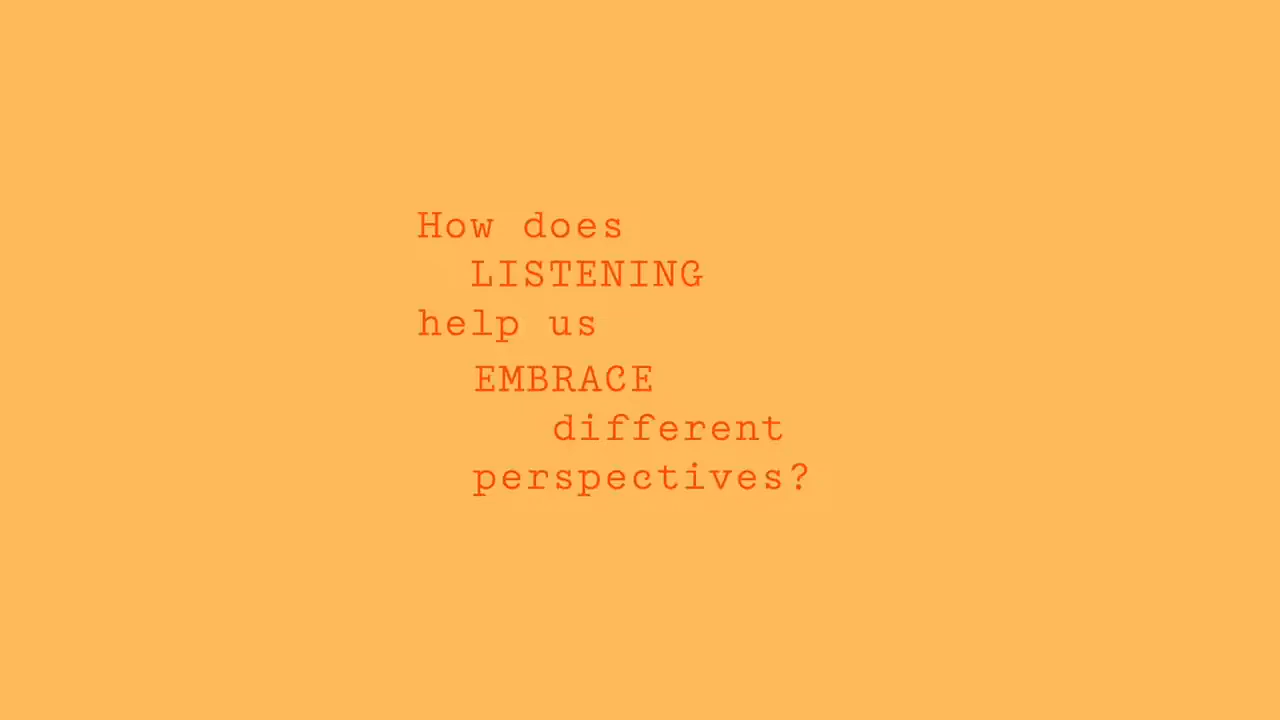 How does
LISTENING
help us
EMBRACE
different
perspectives?